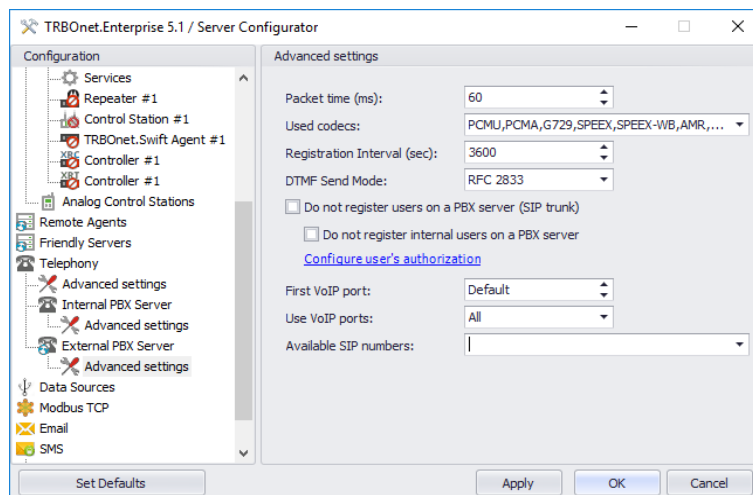 TRBOnet.Enterprise 5.1 / Server Configurator
Configuration
Services
Repeater #1
Control Station #1
TRBOnet.Swift Agent #1
XRC Controller #1
XRT Controller #1
Analog Control Stations
Remote Agents
Friendly Servers
Telephony
Advanced settings
Internal PBX Server
Advanced settings
External PBX Server
Advanced settings
Data Sources
Modbus TCP
Email
SMS
Advanced settings
Packet time (ms): 60
Used codecs: PCMU,PCMA,G729,SPEEX,SPEEX-WB,AMR,...
Registration Interval (sec): 3600
DTMF Send Mode: RFC 2833
Do not register users on a PBX server (SIP trunk)
Do not register internal users on a PBX server
Configure user's authorization
First VoIP port: Default
Use VoIP ports: All
Available SIP numbers:
Set Defaults
Apply OK Cancel